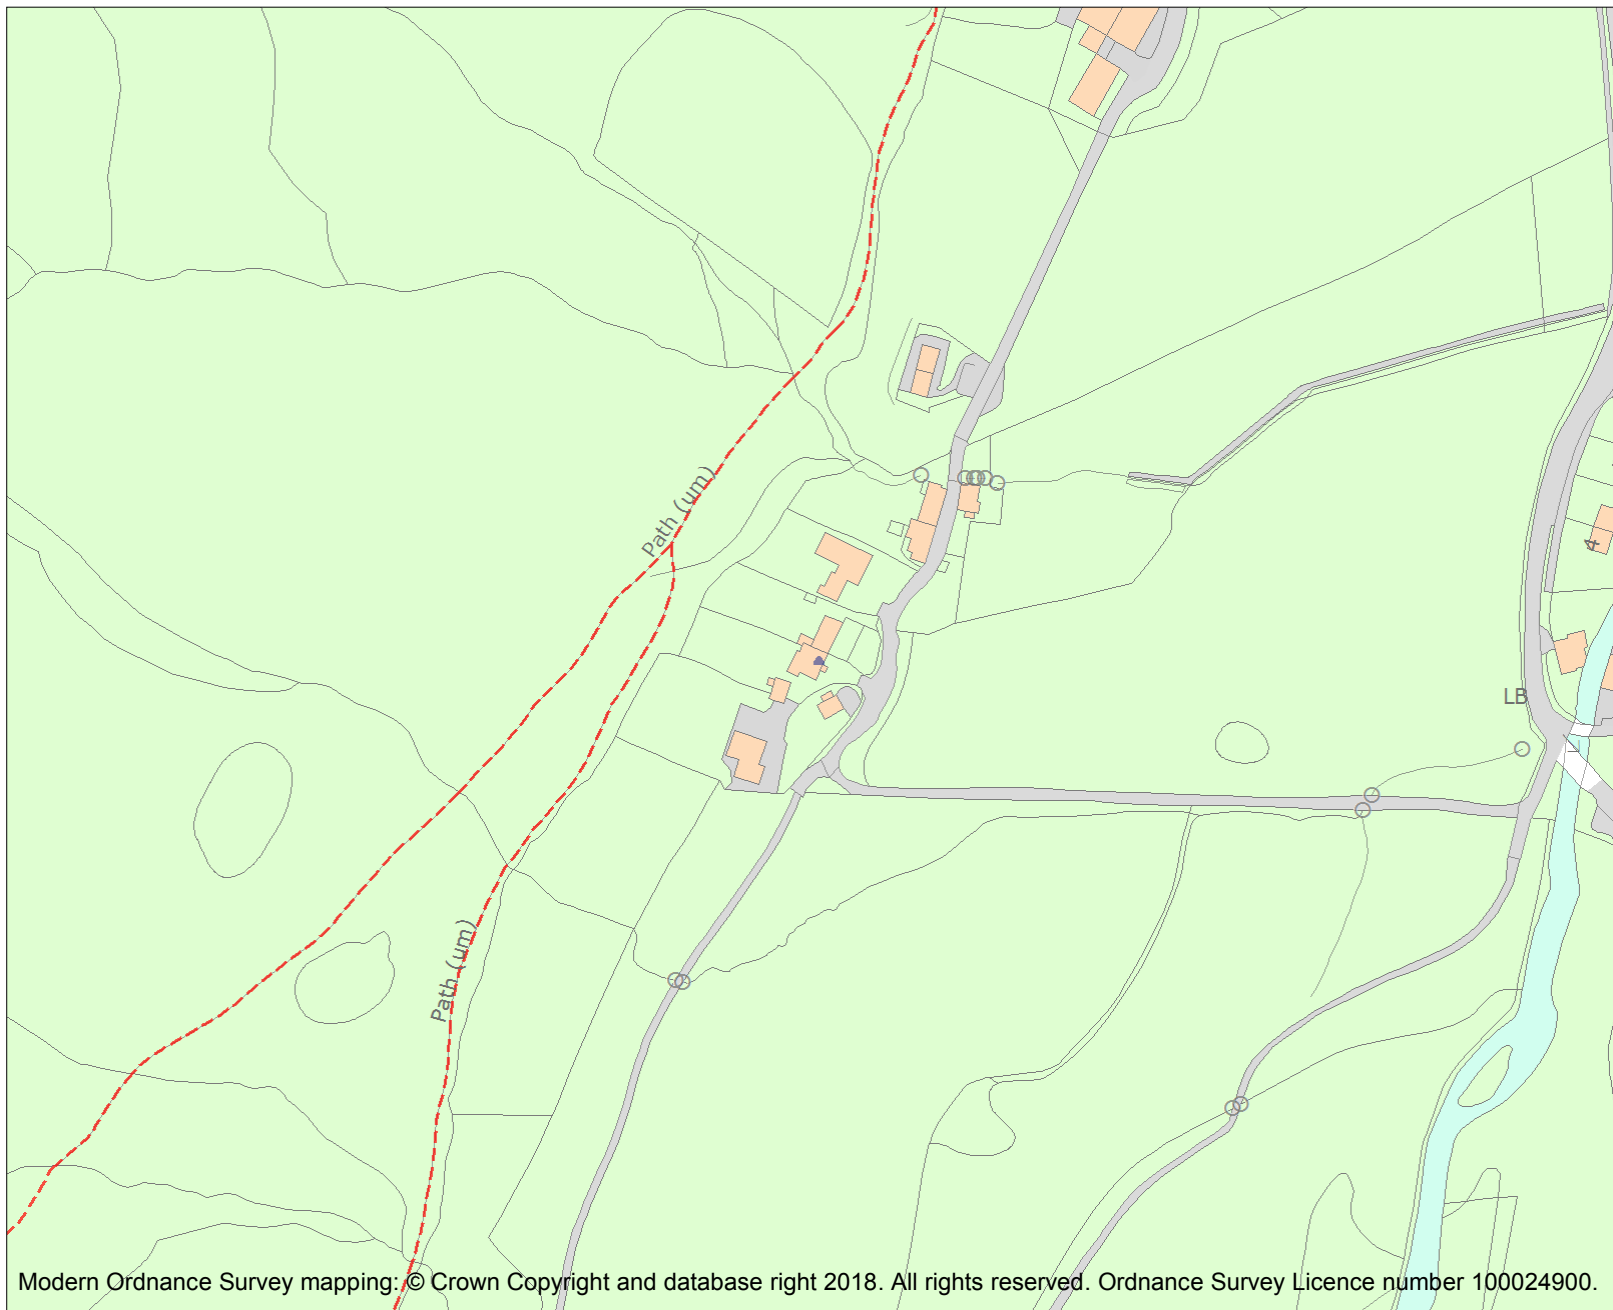 Path (um)
4
LB
Path (um)
Modern Ordnance Survey mapping: © Crown Copyright and database right 2018. All rights reserved. Ordnance Survey Licence number 100024900.